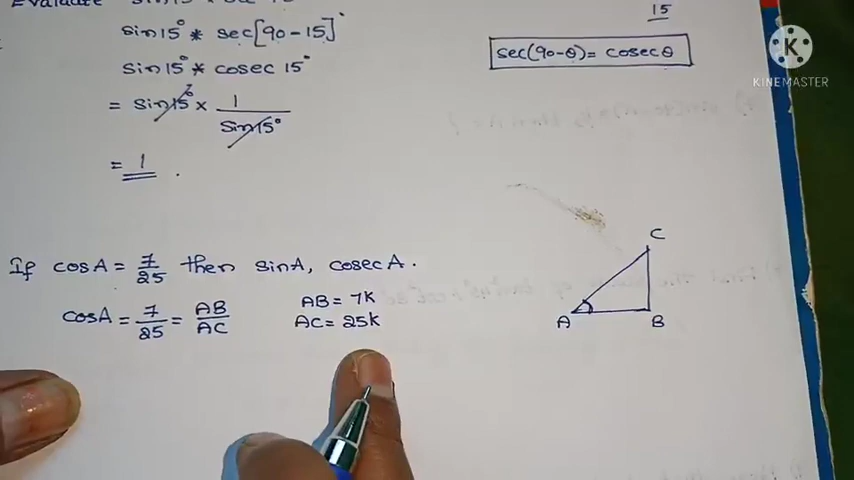 Evaluate
15
sin15° * sec[90-15]°
sec(90-θ) = cosecθ
sin15° * cosec 15°
= sin15° × 1/sin15°
= 1.
If cosA = 7/25 then sinA, cosecA.
cosA = 7/25 = AB/AC
AB = 7K
AC = 25K
C
A
B
K
KINEMASTER